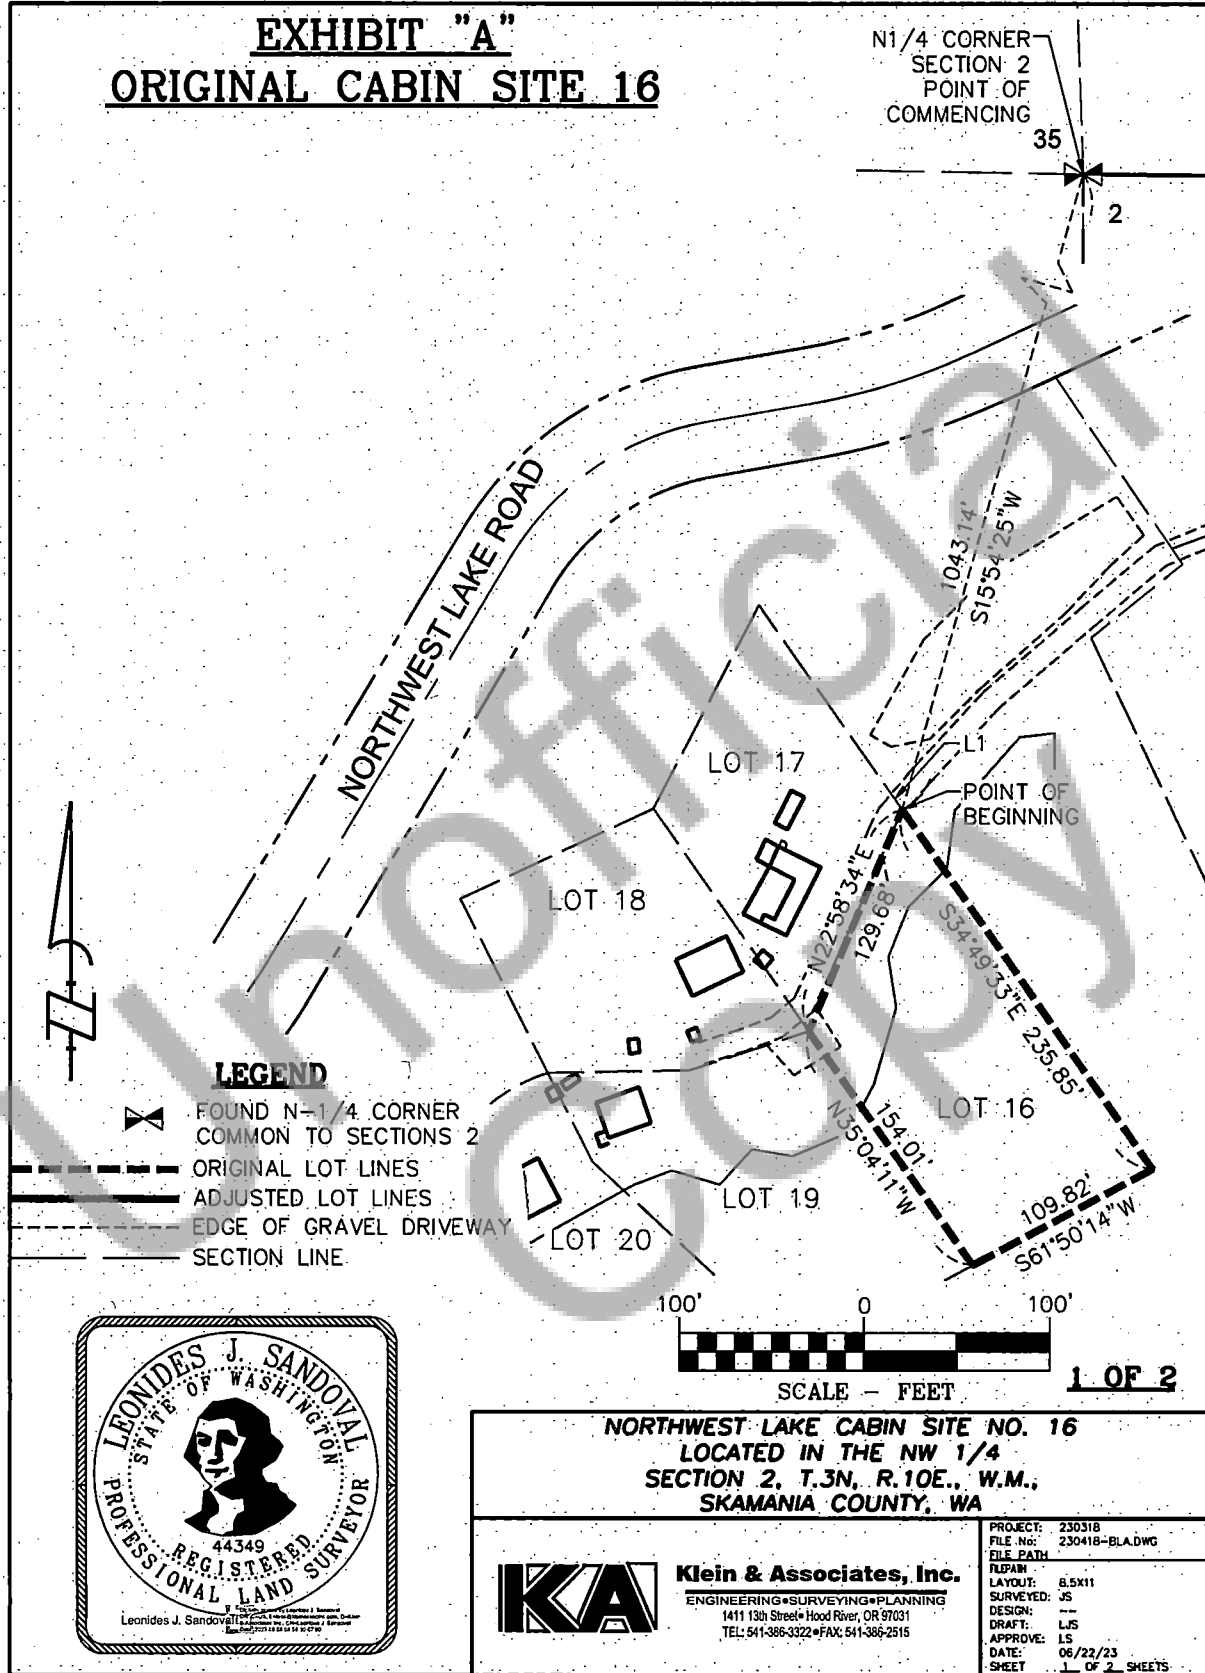 EXHIBIT "A"
ORIGINAL CABIN SITE 16
N1/4 CORNER
SECTION 2
POINT OF
COMMENCING
35
2
NORTHWEST LAKE ROAD
1043.14'
S15°54'25"W
LOT 17
L1
POINT OF
BEGINNING
LOT 18
N22°58'34"E
129.68'
S34°49'33"E 235.85'
LOT 16
154.01'
N35°04'11"W
LOT 19
109.82'
S61°50'14"W
LOT 20
LEGEND
FOUND N-1/4 CORNER
COMMON TO SECTIONS 2
ORIGINAL LOT LINES
ADJUSTED LOT LINES
EDGE OF GRAVEL DRIVEWAY
SECTION LINE
100' 0 100'
SCALE - FEET
1 OF 2
Unofficial
Copy
LEONIDES J. SANDOVAL
STATE OF WASHINGTON
44349
REGISTERED
PROFESSIONAL LAND SURVEYOR
Leonides J. Sandoval
NORTHWEST LAKE CABIN SITE NO. 16
LOCATED IN THE NW 1/4
SECTION 2, T.3N, R.10E., W.M.,
SKAMANIA COUNTY, WA
KA
Klein & Associates, Inc.
ENGINEERING•SURVEYING•PLANNING
1411 13th Street•Hood River, OR 97031
TEL: 541-386-3322•FAX: 541-386-2515
PROJECT: 230318
FILE No: 230418-BLA.DWG
FILE PATH
FILEPATH
LAYOUT: 8.5X11
SURVEYED: JS
DESIGN: --
DRAFT: LJS
APPROVE: LS
DATE: 06/22/23
SHEET 1 OF 2 SHEETS